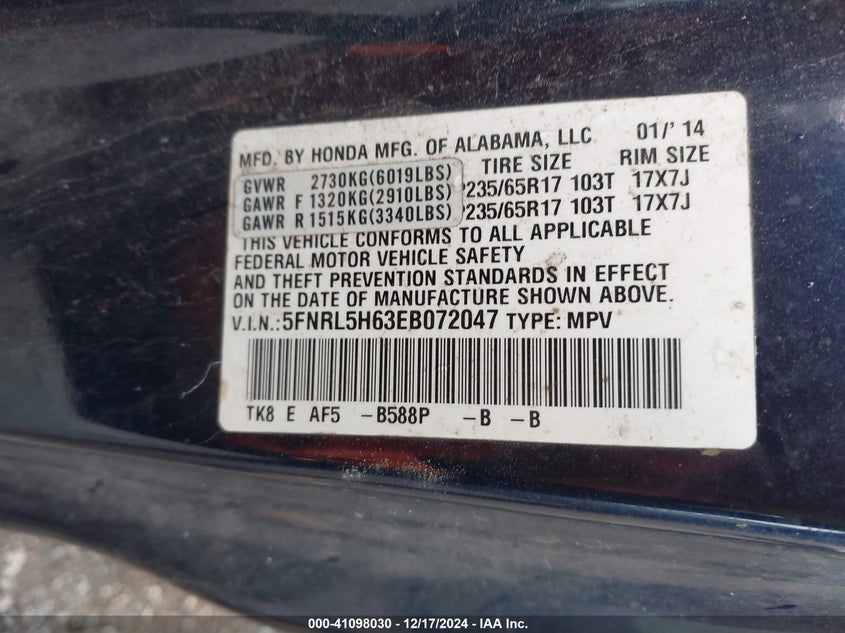 MFD. BY HONDA MFG. OF ALABAMA, LLC 01/'14
TIRE SIZE RIM SIZE
GVWR 2730KG(6019LBS)
GAWR F 1320KG(2910LBS) P235/65R17 103T 17X7J
GAWR R 1515KG(3340LBS) P235/65R17 103T 17X7J
THIS VEHICLE CONFORMS TO ALL APPLICABLE
FEDERAL MOTOR VEHICLE SAFETY
AND THEFT PREVENTION STANDARDS IN EFFECT
ON THE DATE OF MANUFACTURE SHOWN ABOVE.
V.I.N.:5FNRL5H63EB072047 TYPE: MPV
TK8 E AF5 -B588P -B -B
000-41098030 - 12/17/2024 - IAA Inc.